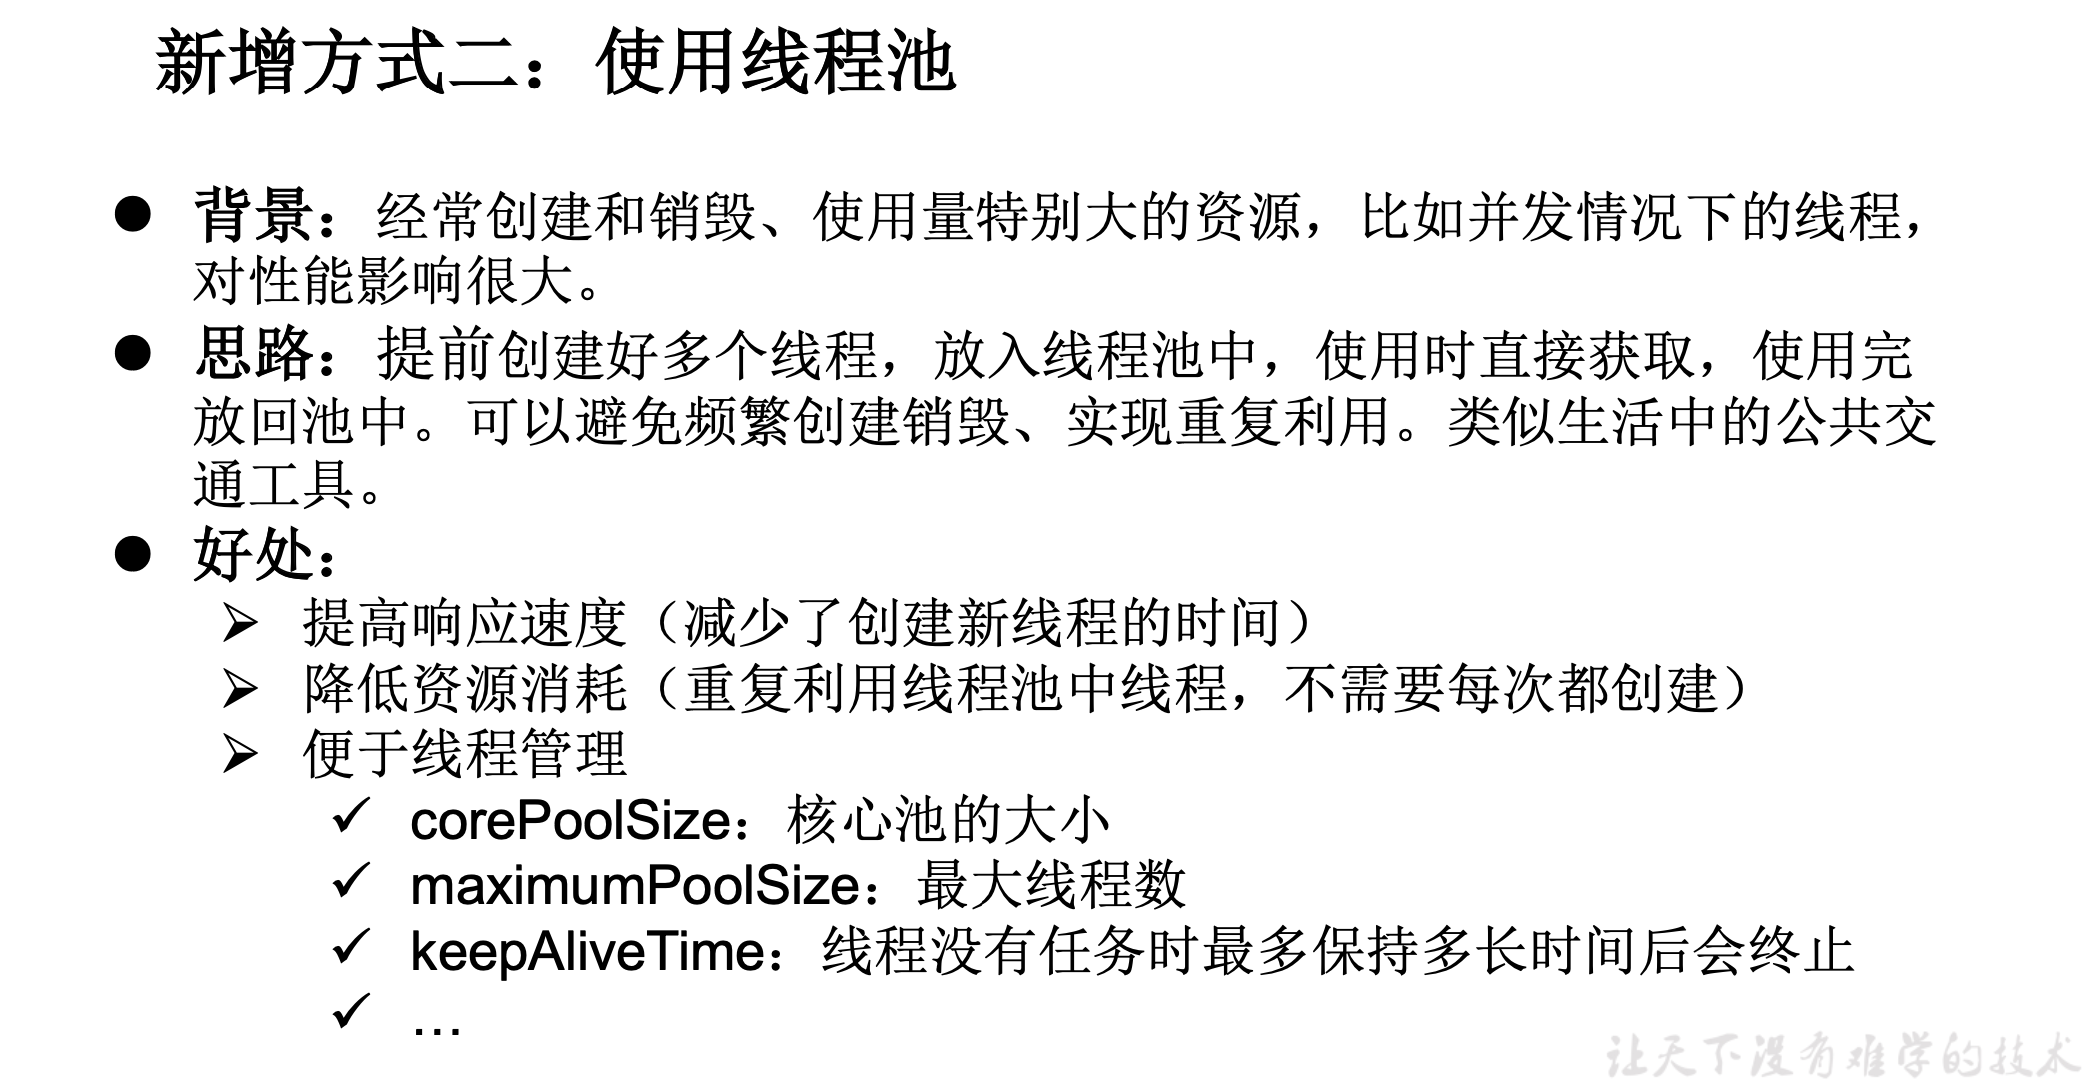 新增方式二：使用线程池
背景：经常创建和销毁、使用量特别大的资源，比如并发情况下的线程，
对性能影响很大。
思路：提前创建好多个线程，放入线程池中，使用时直接获取，使用完
放回池中。可以避免频繁创建销毁、实现重复利用。类似生活中的公共交
通工具。
好处：
提高响应速度（减少了创建新线程的时间）
降低资源消耗（重复利用线程池中线程，不需要每次都创建）
便于线程管理
corePoolSize：核心池的大小
maximumPoolSize：最大线程数
keepAliveTime：线程没有任务时最多保持多长时间后会终止
…
让天下没有难学的技术